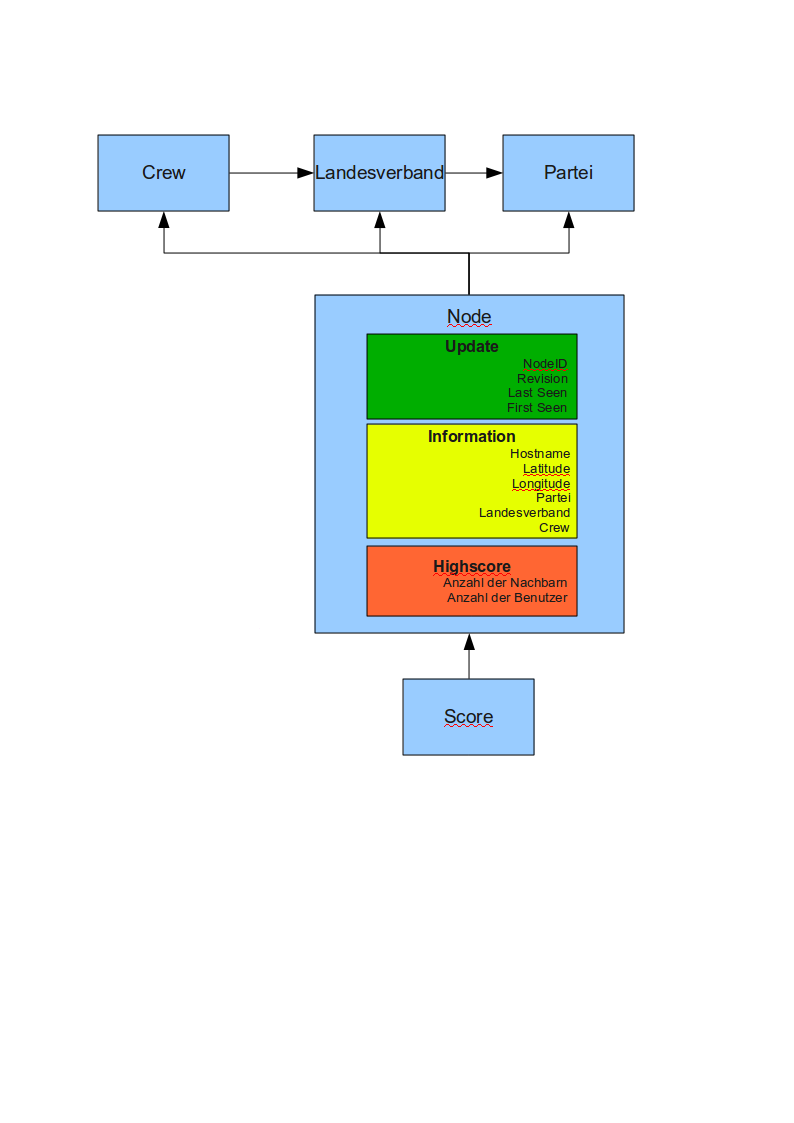 Crew
Landesverband
Partei
Node
Update
NodeID
Revision
Last Seen
First Seen
Information
Hostname
Latitude
Longitude
Partei
Landesverband
Crew
Highscore
Anzahl der Nachbarn
Anzahl der Benutzer
Score